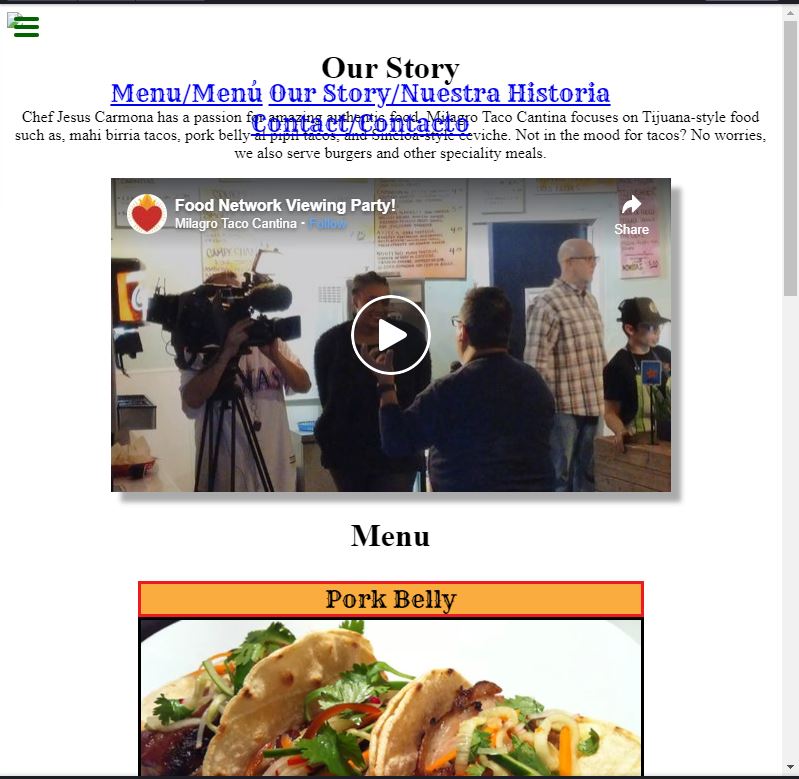 Our Story
Menu/Menú Our Story/Nuestra Historia
Contact/Contacto
Chef Jesus Carmona has a passion for amazing authentic food. Milagro Taco Cantina focuses on Tijuana-style food
such as, mahi birria tacos, pork belly al pipil tacos, and Sincloa-style ceviche. Not in the mood for tacos? No worries,
we also serve burgers and other speciality meals.
Food Network Viewing Party!
Milagro Taco Cantina · Follow
Share
Menu
Pork Belly